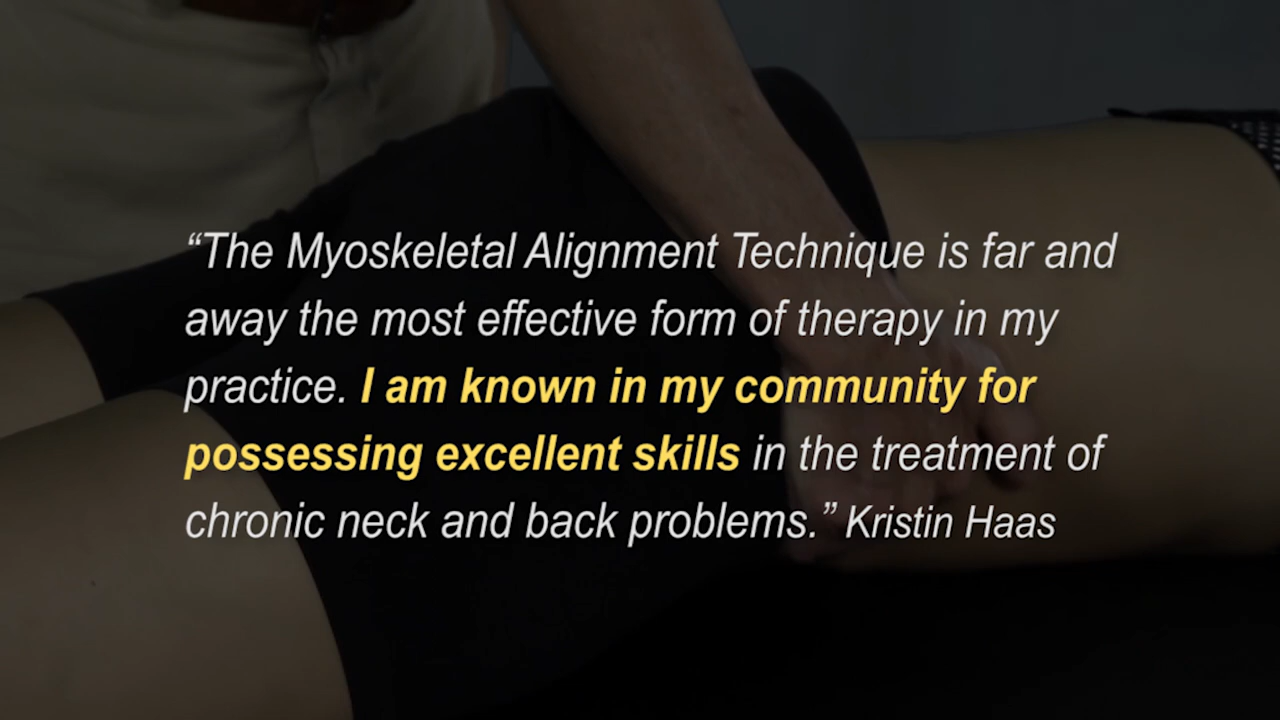 “The Myoskeletal Alignment Technique is far and
away the most effective form of therapy in my
practice. I am known in my community for
possessing excellent skills in the treatment of
chronic neck and back problems.” Kristin Haas